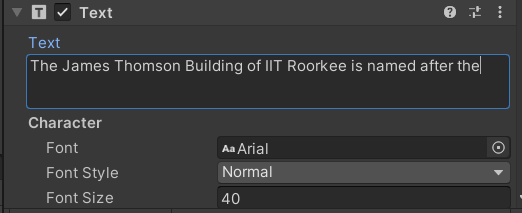 Text
Text
The James Thomson Building of IIT Roorkee is named after the
Character
Font Aa Arial
Font Style Normal
Font Size 40